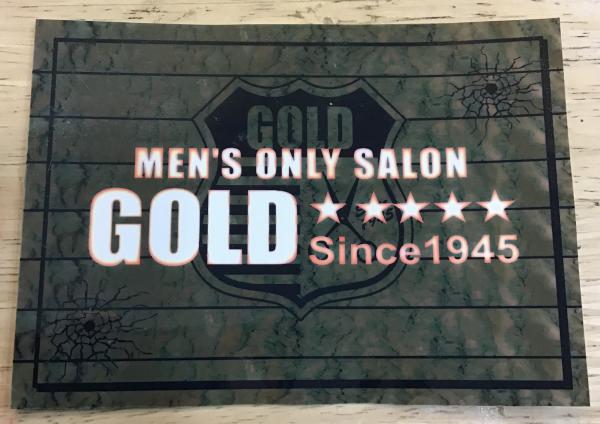 GOLD
MEN'S ONLY SALON
GOLD ★★★★★
Since1945